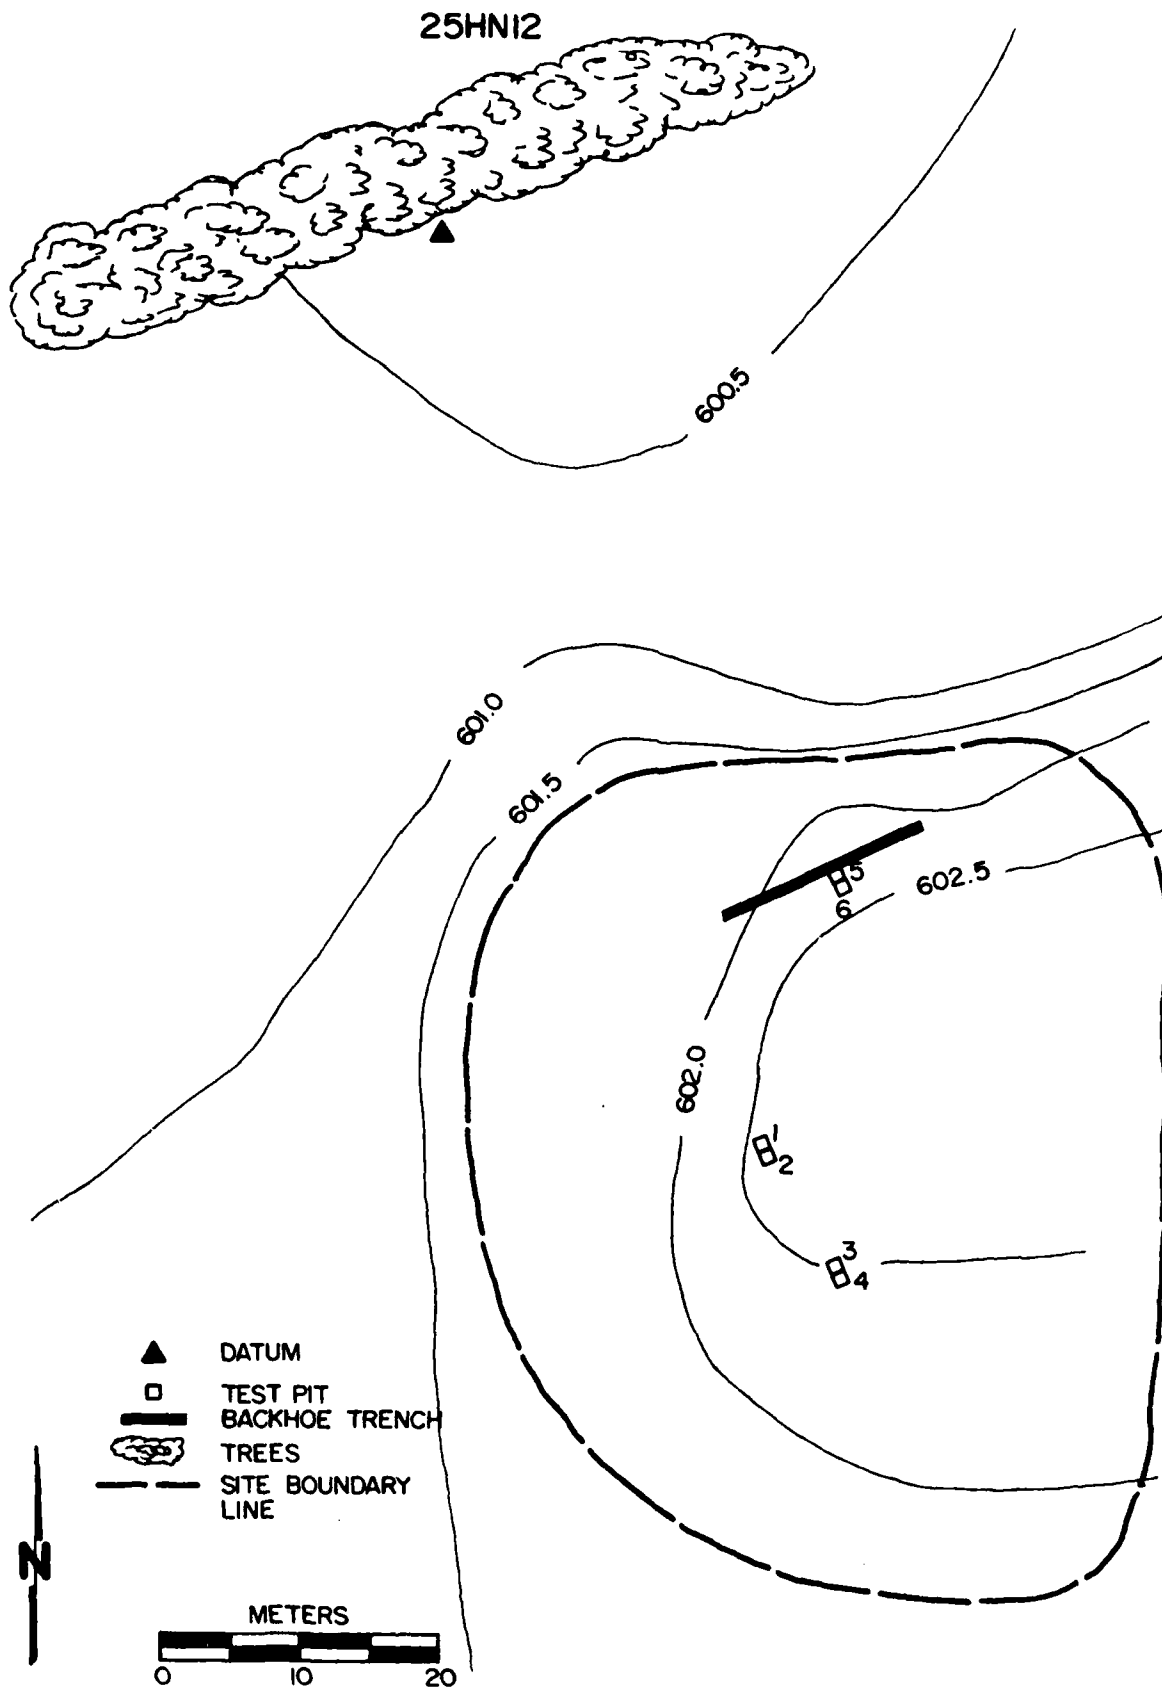 25HN12
600.5
601.0
601.5
5
602.5
6
602.0
1
2
3
4
DATUM
TEST PIT
BACKHOE TRENCH
TREES
SITE BOUNDARY
LINE
N
METERS
0 10 20